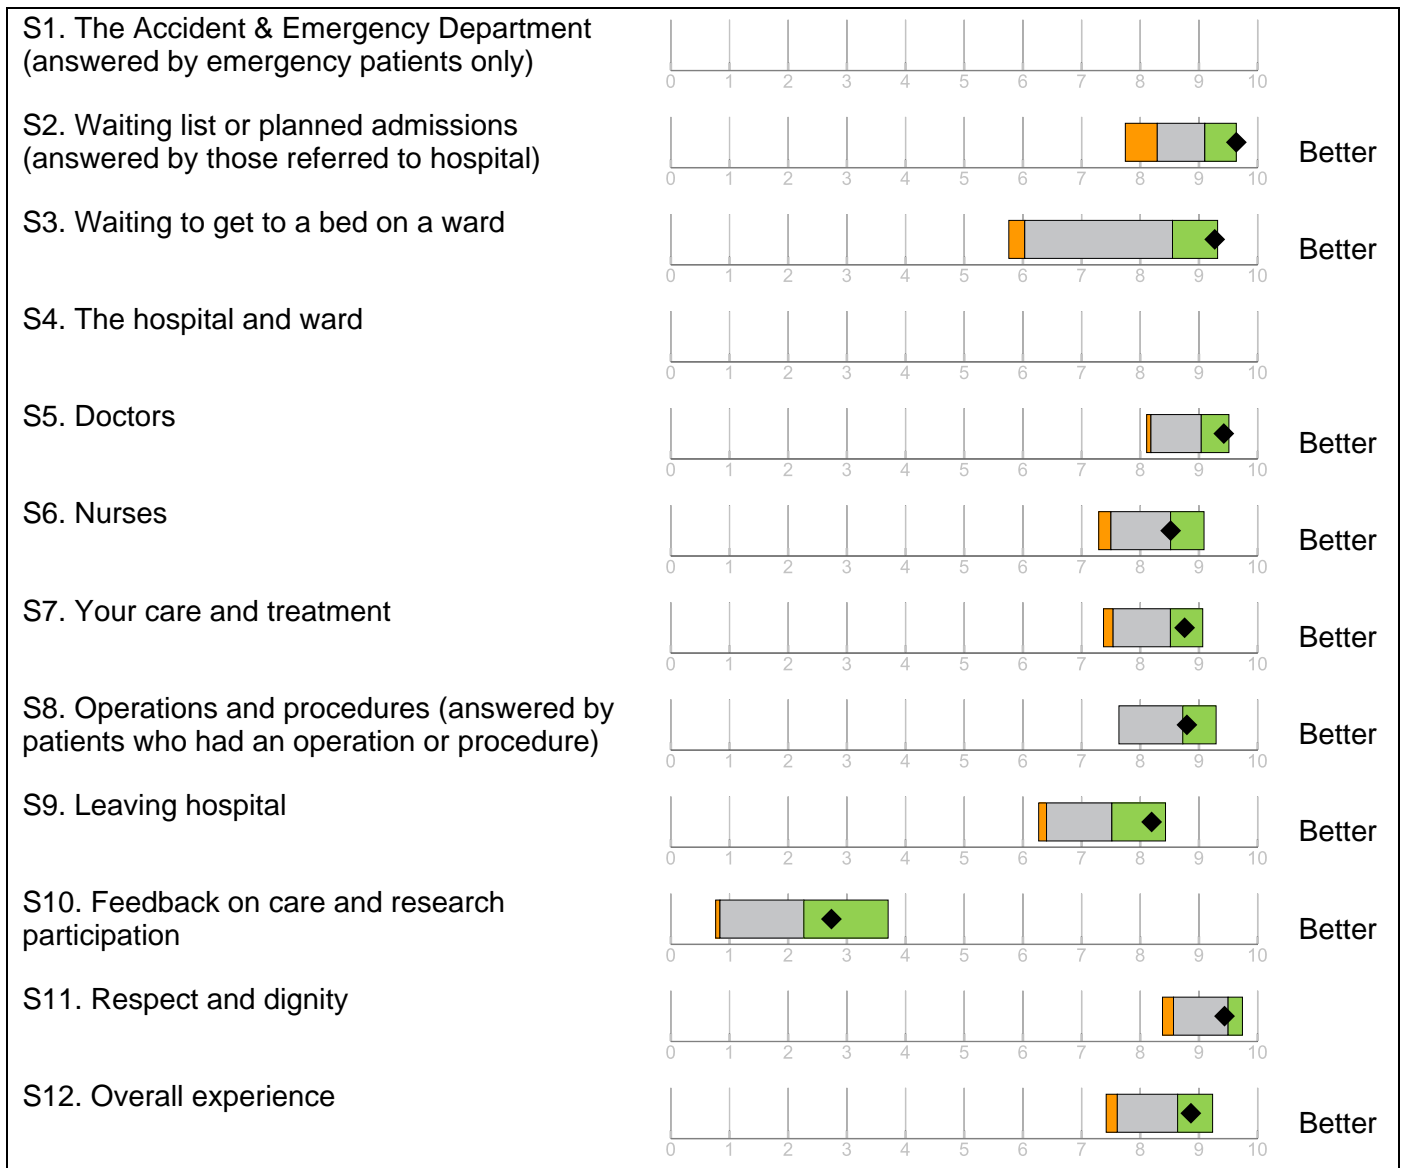 S1. The Accident & Emergency Department
(answered by emergency patients only)
0 1 2 3 4 5 6 7 8 9 10
S2. Waiting list or planned admissions
(answered by those referred to hospital)
Better
0 1 2 3 4 5 6 7 8 9 10
S3. Waiting to get to a bed on a ward
Better
0 1 2 3 4 5 6 7 8 9 10
S4. The hospital and ward
0 1 2 3 4 5 6 7 8 9 10
S5. Doctors
Better
0 1 2 3 4 5 6 7 8 9 10
S6. Nurses
Better
0 1 2 3 4 5 6 7 8 9 10
S7. Your care and treatment
Better
0 1 2 3 4 5 6 7 8 9 10
S8. Operations and procedures (answered by
patients who had an operation or procedure)
Better
0 1 2 3 4 5 6 7 8 9 10
S9. Leaving hospital
Better
0 1 2 3 4 5 6 7 8 9 10
S10. Feedback on care and research
participation
Better
0 1 2 3 4 5 6 7 8 9 10
S11. Respect and dignity
0 1 2 3 4 5 6 7 8 9 10
S12. Overall experience
Better
0 1 2 3 4 5 6 7 8 9 10